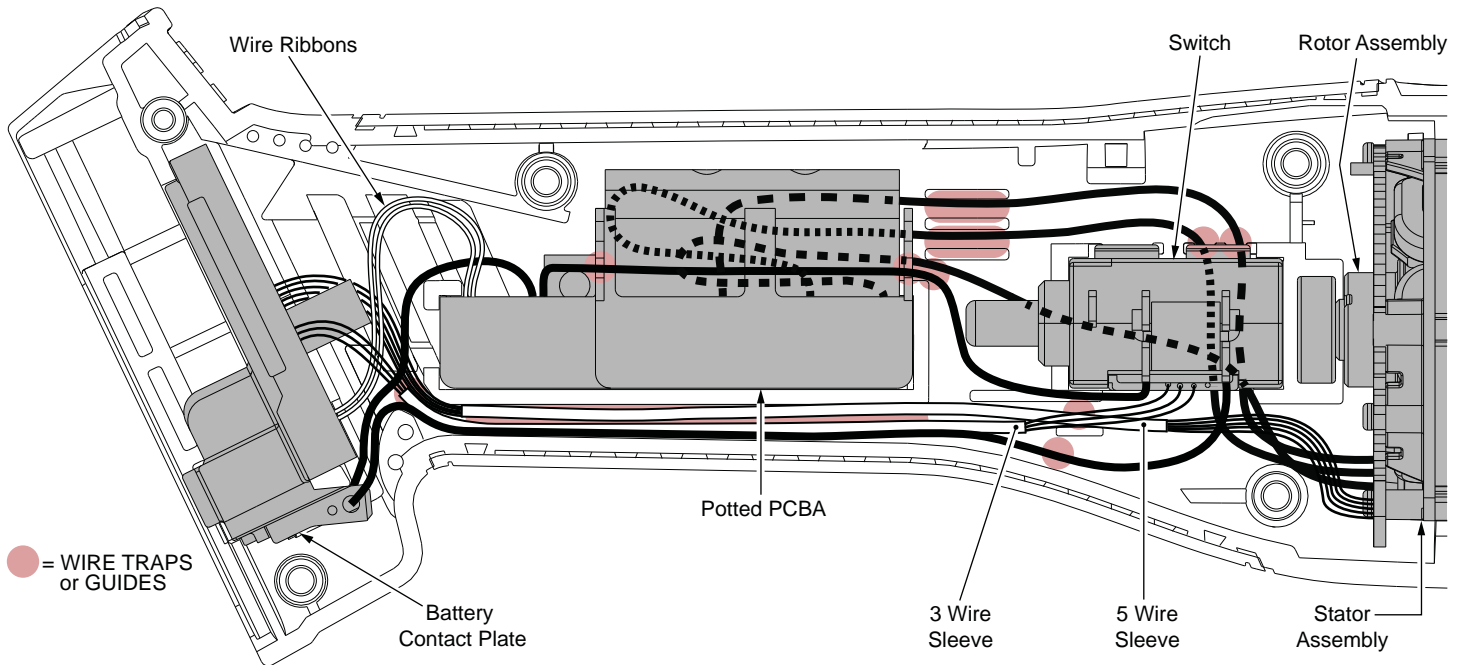 Wire Ribbons
Switch
Rotor Assembly
Potted PCBA
= WIRE TRAPS
or GUIDES
Battery
Contact Plate
3 Wire
Sleeve
5 Wire
Sleeve
Stator
Assembly